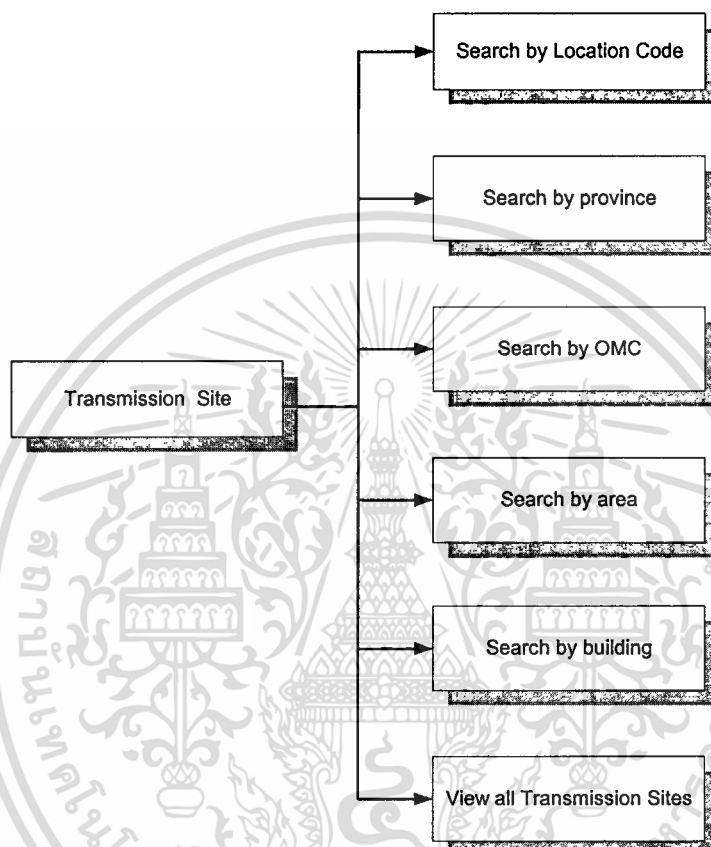 Search by Location Code
Search by province
Search by OMC
Transmission Site
Search by area
Search by building
View all Transmission Sites